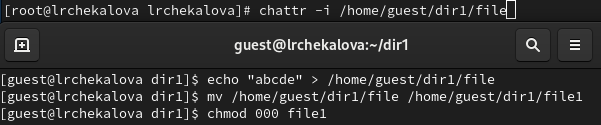 [root@lrchekalova lrchekalova]# chattr -i /home/guest/dir1/file
guest@lrchekalova:~/dir1
[guest@lrchekalova dir1]$ echo "abcde" > /home/guest/dir1/file
[guest@lrchekalova dir1]$ mv /home/guest/dir1/file /home/guest/dir1/file1
[guest@lrchekalova dir1]$ chmod 000 file1